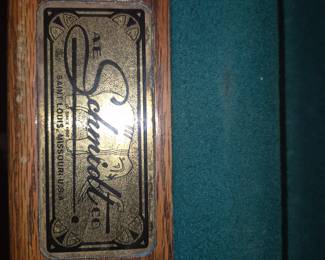 A.E.
Schmidt
CO.
SAINT LOUIS, MISSOURI U.S.A.